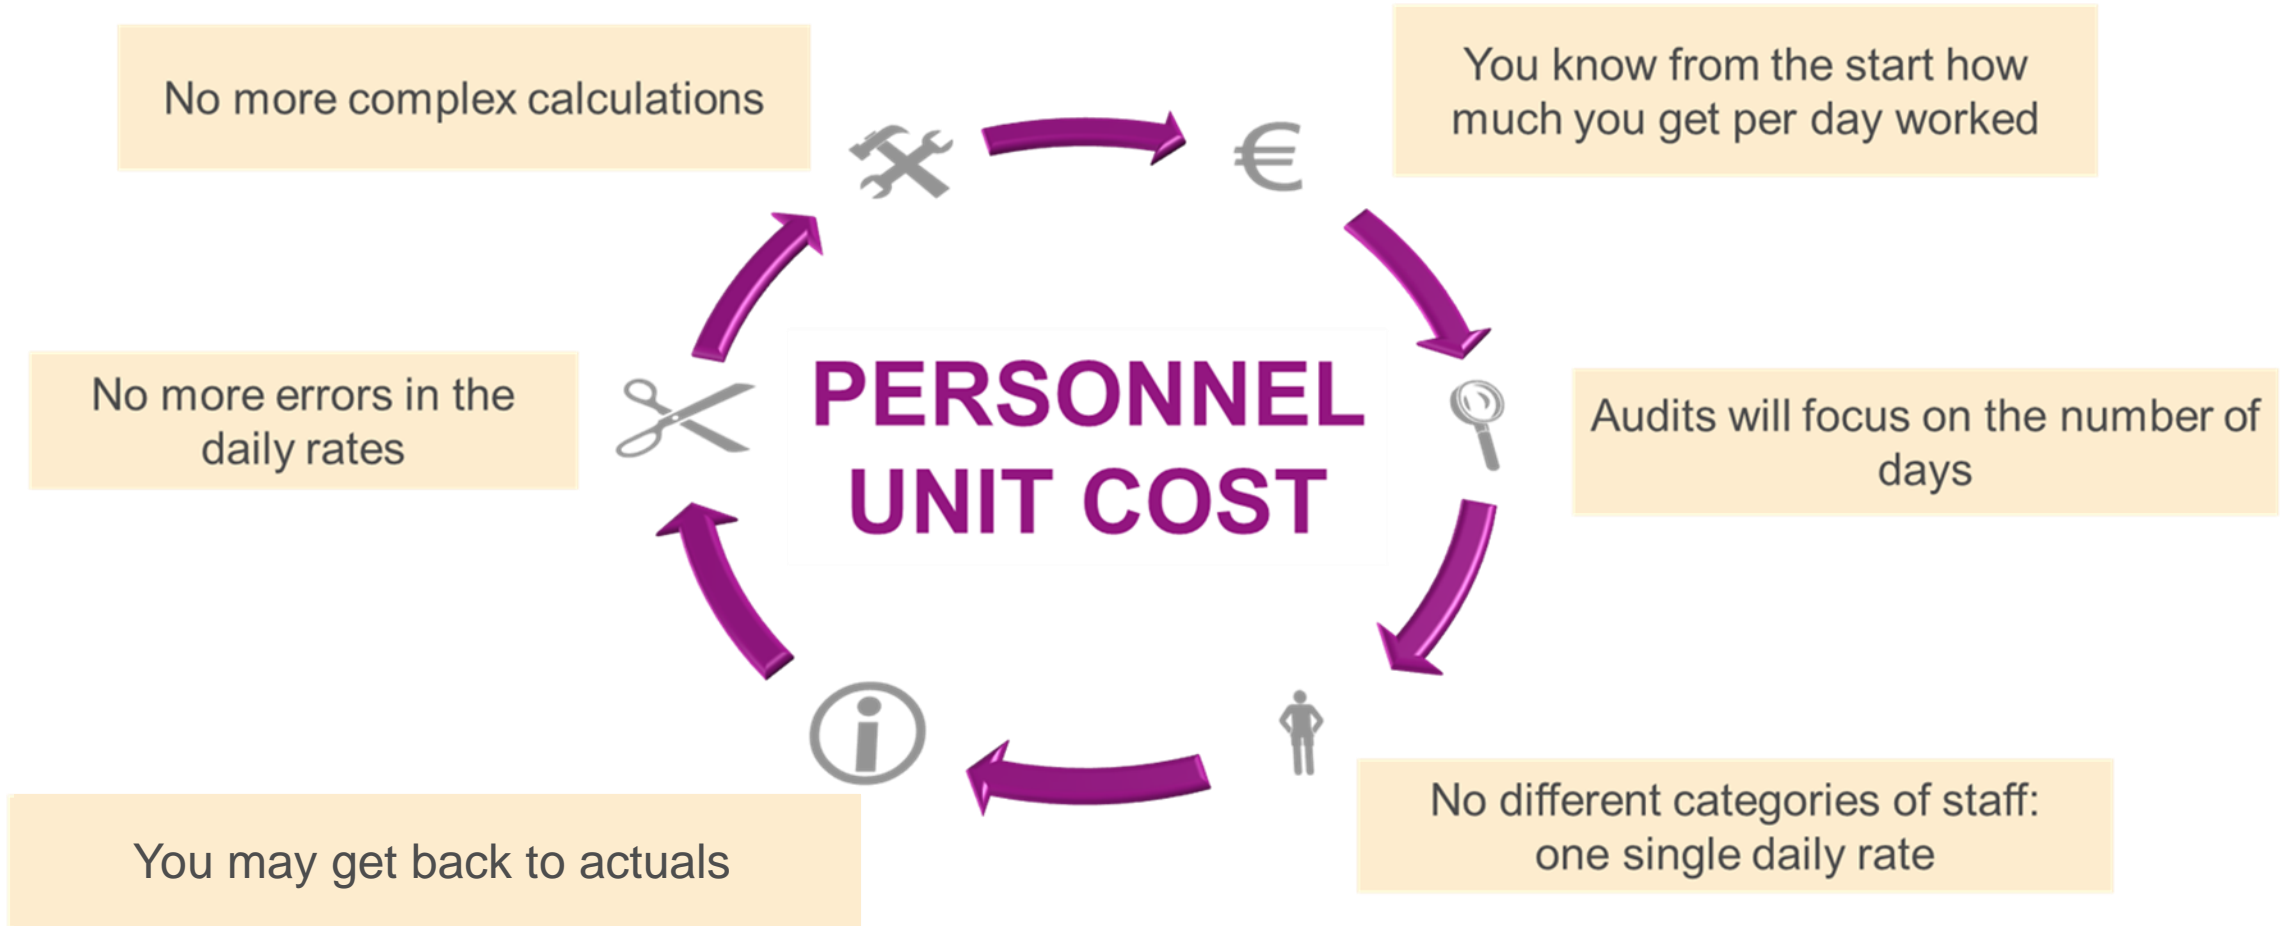 No more complex calculations
You know from the start how
much you get per day worked
€
No more errors in the
daily rates
PERSONNEL
UNIT COST
Audits will focus on the number of
days
i
You may get back to actuals
No different categories of staff:
one single daily rate